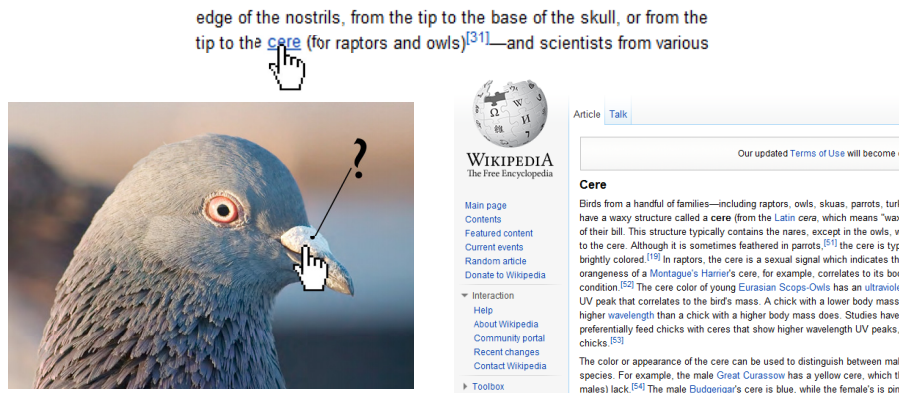 edge of the nostrils, from the tip to the base of the skull, or from the
tip to the cere (for raptors and owls)[31]—and scientists from various
?
WIKIPEDIA
The Free Encyclopedia
Main page
Contents
Featured content
Current events
Random article
Donate to Wikipedia
Interaction
Help
About Wikipedia
Community portal
Recent changes
Contact Wikipedia
Toolbox
Article Talk
Our updated Terms of Use will become
Cere
Birds from a handful of families—including raptors, owls, skuas, parrots,
have a waxy structure called a cere (from the Latin cera, which means
of their bill. This structure typically contains the nares, except in the owls,
to the cere. Although it is sometimes feathered in parrots,[51] the cere is
brightly colored.[19] In raptors, the cere is a sexual signal which indicates
orangeness of a Montague's Harrier's cere, for example, correlates to its
condition.[52] The cere color of young Eurasian Scops-Owls has an
UV peak that correlates to the bird's mass. A chick with a lower body mass
higher wavelength than a chick with a higher body mass does. Studies have
preferentially feed chicks with ceres that show higher wavelength UV peaks,
chicks.[53]
The color or appearance of the cere can be used to distinguish between
species. For example, the male Great Curassow has a yellow cere, which
males) lack.[54] The male Budgerigar's cere is blue, while the female's is